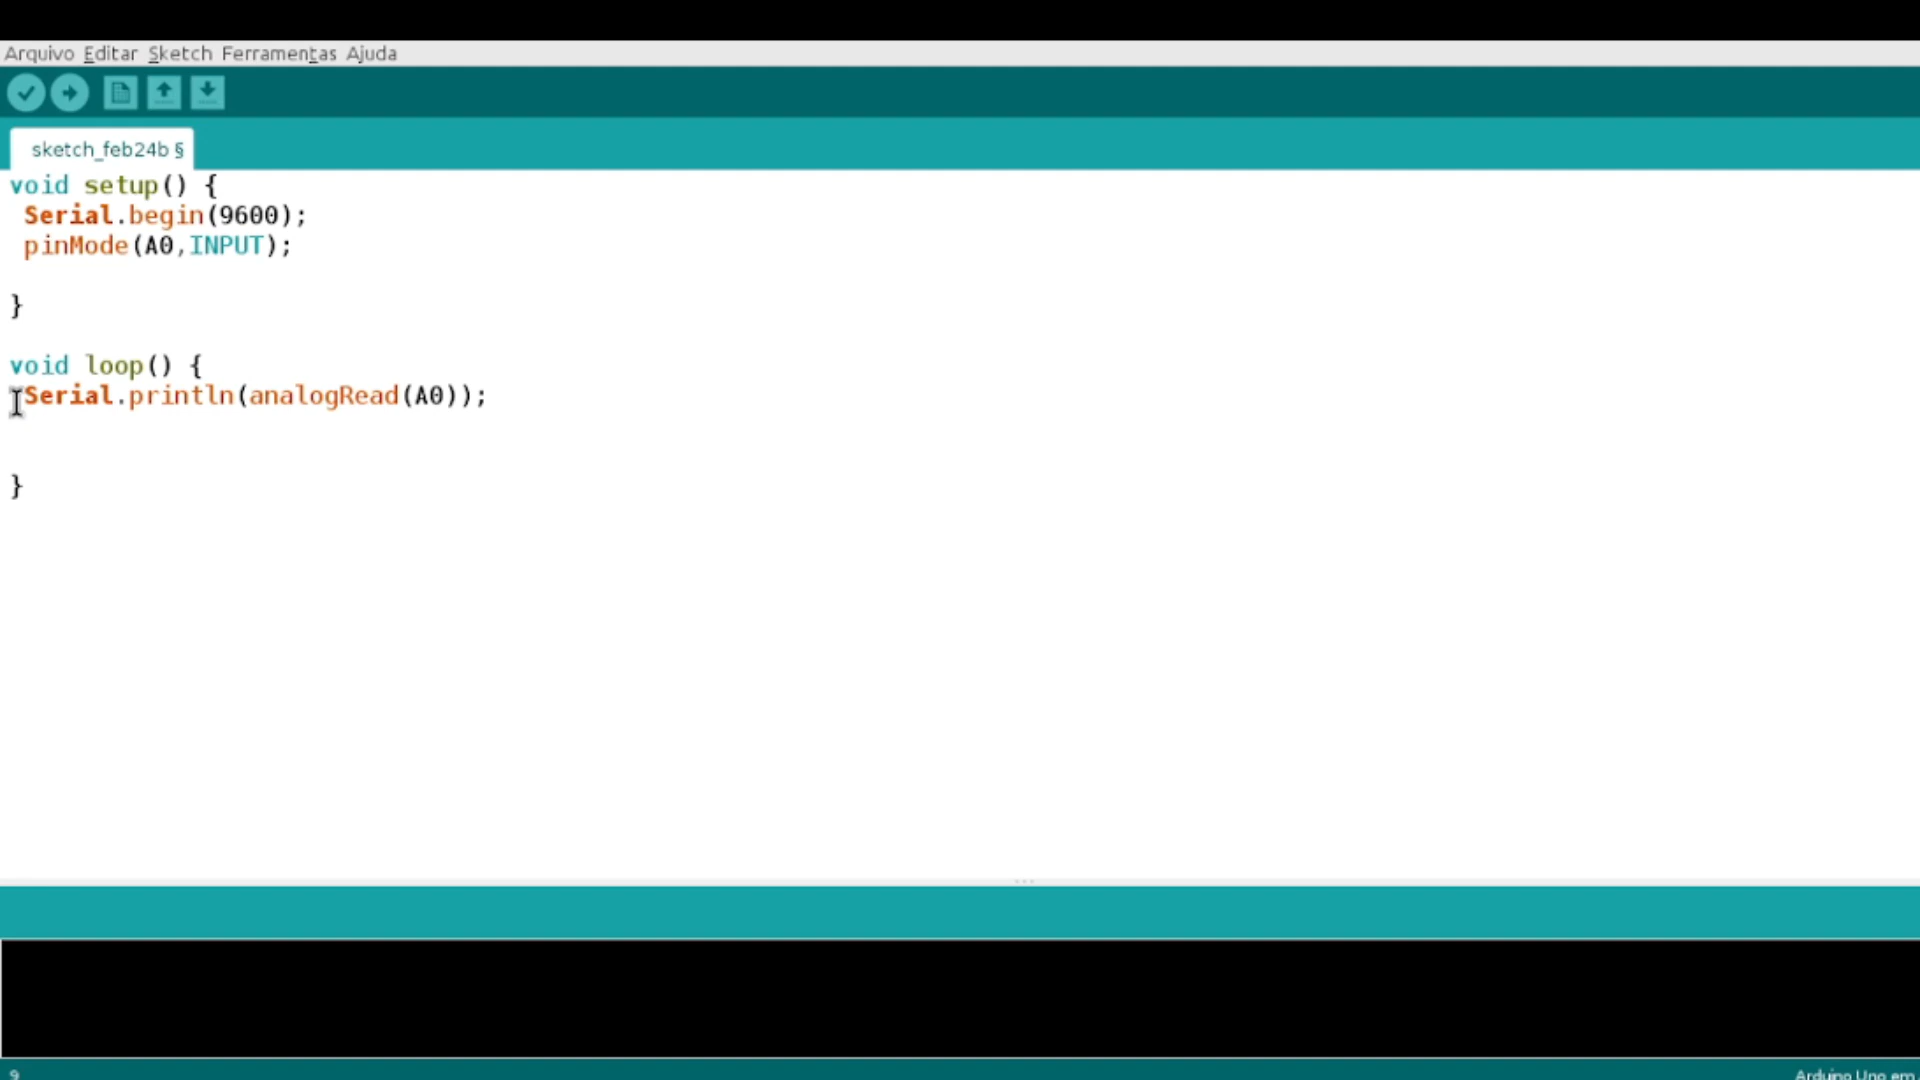 Arquivo Editar Sketch Ferramentas Ajuda
sketch_feb24b §
void setup() {
Serial.begin(9600);
pinMode(A0,INPUT);
}
void loop() {
Serial.println(analogRead(A0));
}
9
Arduino Uno em